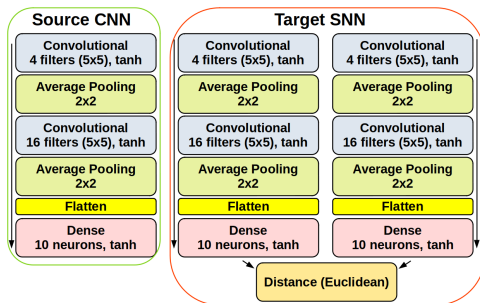 Source CNN
Convolutional
4 filters (5x5), tanh
Average Pooling
2x2
Convolutional
16 filters (5x5), tanh
Average Pooling
2x2
Flatten
Dense
10 neurons, tanh
Target SNN
Convolutional
4 filters (5x5), tanh
Average Pooling
2x2
Convolutional
16 filters (5x5), tanh
Average Pooling
2x2
Flatten
Dense
10 neurons, tanh
Convolutional
4 filters (5x5), tanh
Average Pooling
2x2
Convolutional
16 filters (5x5), tanh
Average Pooling
2x2
Flatten
Dense
10 neurons, tanh
Distance (Euclidean)